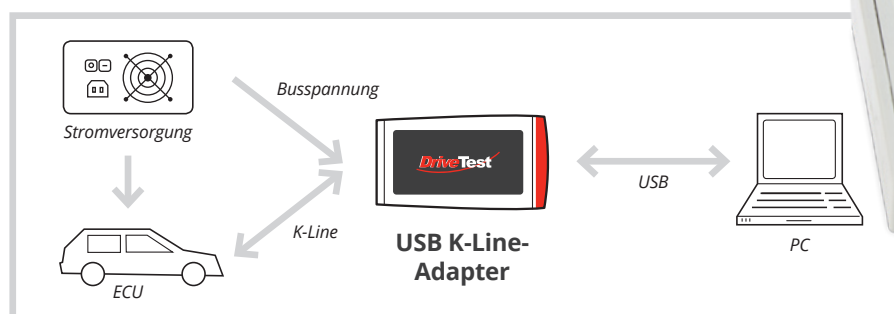 Stromversorgung
Busspannung
DriveTest
USB
K-Line
USB K-Line-
Adapter
PC
ECU